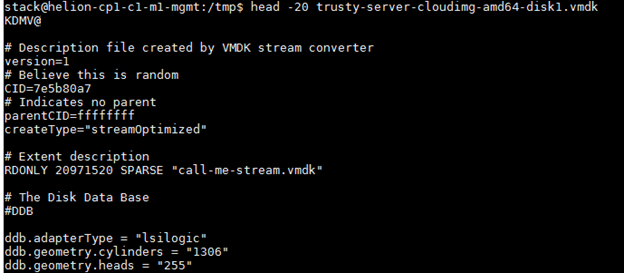 stack@helion-cp1-c1-m1-mgmt:/tmp$ head -20 trusty-server-cloudimg-amd64-disk1.vmdk
KDMV@
# Description file created by VMDK stream converter
version=1
# Believe this is random
CID=7e5b80a7
# Indicates no parent
parentCID=ffffffff
createType="streamOptimized"
# Extent description
RDONLY 20971520 SPARSE "call-me-stream.vmdk"
# The Disk Data Base
#DDB
ddb.adapterType = "lsilogic"
ddb.geometry.cylinders = "1306"
ddb.geometry.heads = "255"